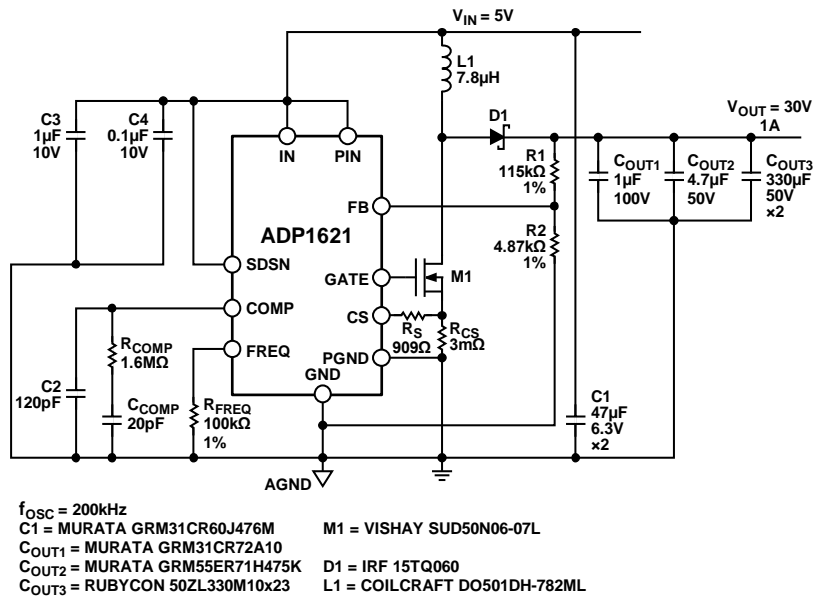 VIN = 5V
L1
7.8µH
D1
VOUT = 30V
1A
C3
1µF
10V
C4
0.1µF
10V
IN
PIN
R1
115kΩ
1%
COUT1
1µF
100V
COUT2
4.7µF
50V
COUT3
330µF
50V
×2
FB
ADP1621
R2
4.87kΩ
1%
SDSN
GATE
M1
COMP
CS
RS
909Ω
RCS
3mΩ
FREQ
PGND
GND
RCOMP
1.6MΩ
C2
120pF
CCOMP
20pF
RFREQ
100kΩ
1%
C1
47µF
6.3V
×2
AGND
fOSC = 200kHz
C1 = MURATA GRM31CR60J476M
COUT1 = MURATA GRM31CR72A10
COUT2 = MURATA GRM55ER71H475K
COUT3 = RUBYCON 50ZL330M10x23
M1 = VISHAY SUD50N06-07L
D1 = IRF 15TQ060
L1 = COILCRAFT DO501DH-782ML